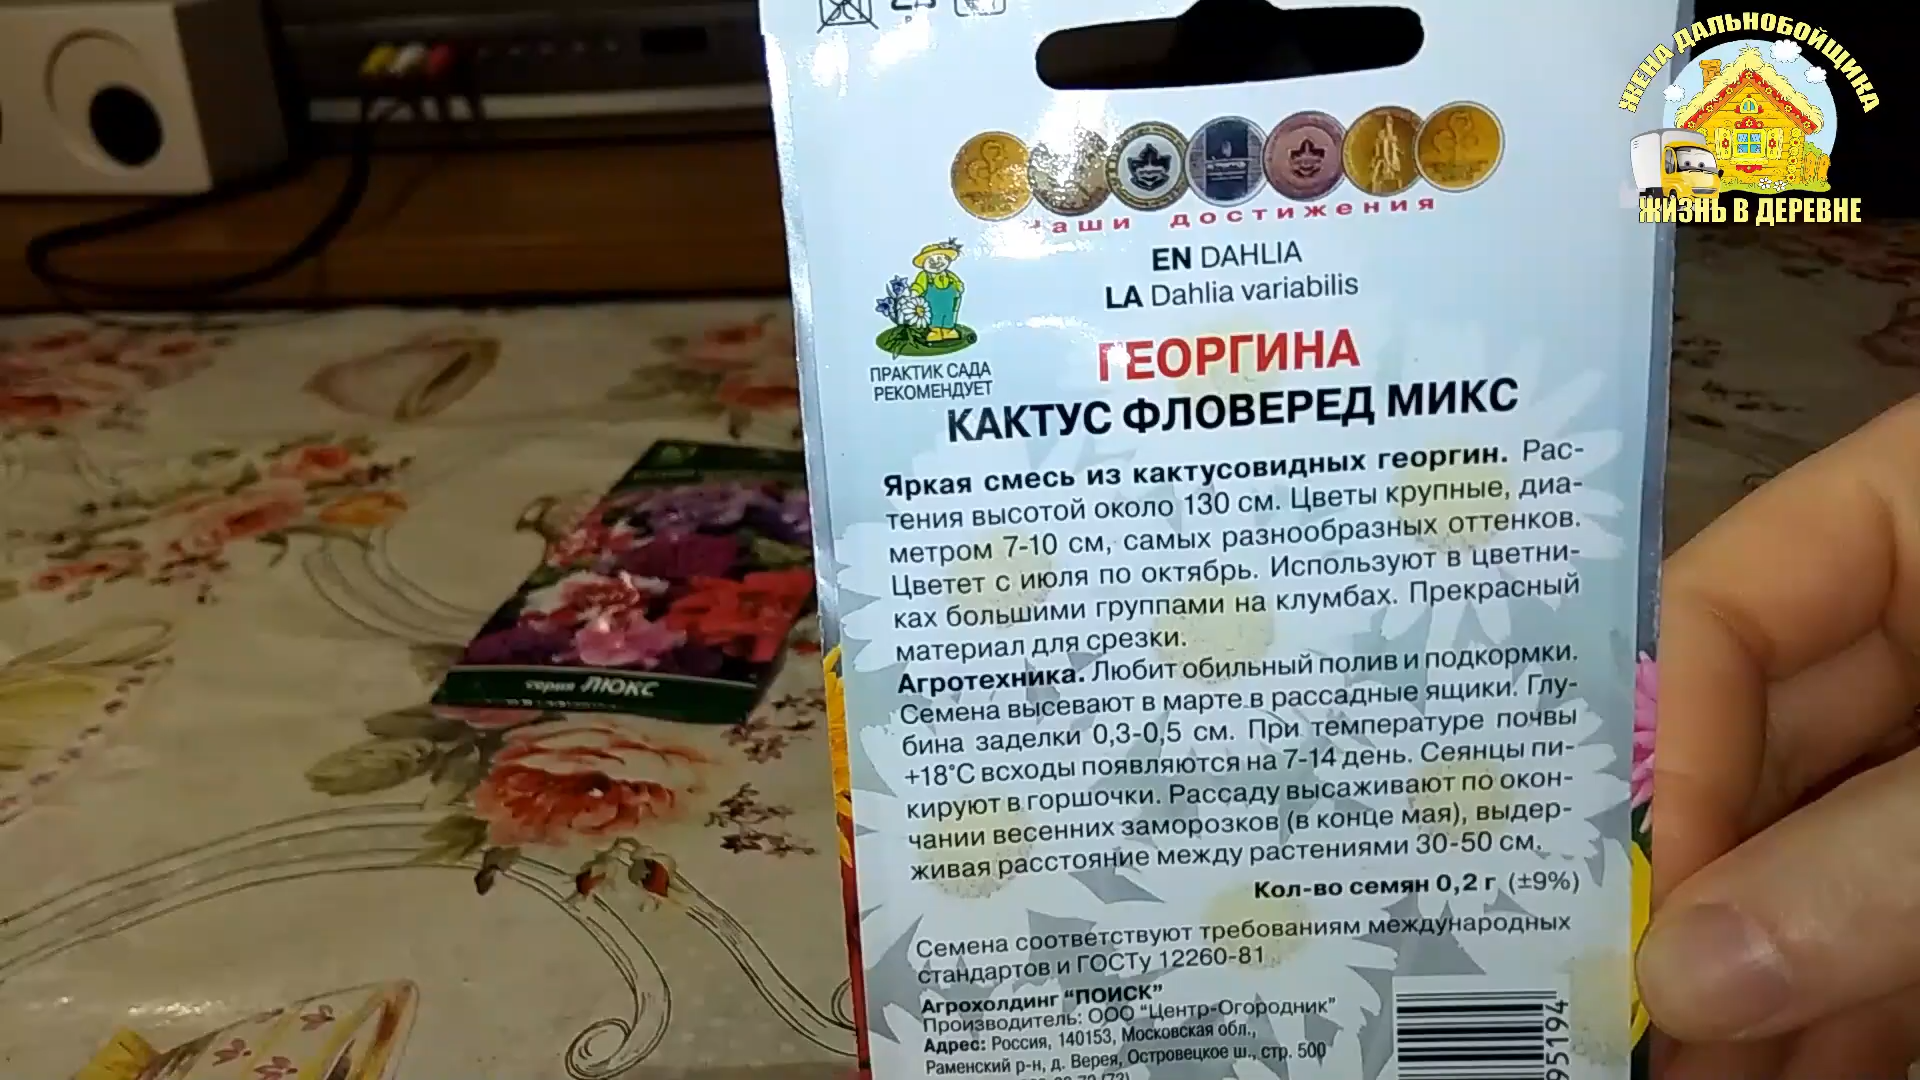 ЖЕНА ДАЛЬНОБОЙЩИКА
ЖИЗНЬ В ДЕРЕВНЕ
наши достижения
EN DAHLIA
LA Dahlia variabilis
ПРАКТИК САДА
РЕКОМЕНДУЕТ
ГЕОРГИНА
КАКТУС ФЛОВЕРЕД МИКС
Яркая смесь из кактусовидных георгин. Рас-
тения высотой около 130 см. Цветы крупные, диа-
метром 7-10 см, самых разнообразных оттенков.
Цветет с июля по октябрь. Используют в цветни-
ках большими группами на клумбах. Прекрасный
материал для срезки.
Агротехника. Любит обильный полив и подкормки.
Семена высевают в марте в рассадные ящики. Глу-
бина заделки 0,3-0,5 см. При температуре почвы
+18°С всходы появляются на 7-14 день. Сеянцы пи-
кируют в горшочки. Рассаду высаживают по окон-
чании весенних заморозков (в конце мая), выдер-
живая расстояние между растениями 30-50 см.
Кол-во семян 0,2 г (±9%)
Семена соответствуют требованиям международных
стандартов и ГОСТу 12260-81
Агрохолдинг "ПОИСК"
Производитель: ООО "Центр-Огородник"
Адрес: Россия, 140153, Московская обл.,
Раменский р-н, д. Верея, Островецкое ш., стр. 500
95194
серия ЛЮКС